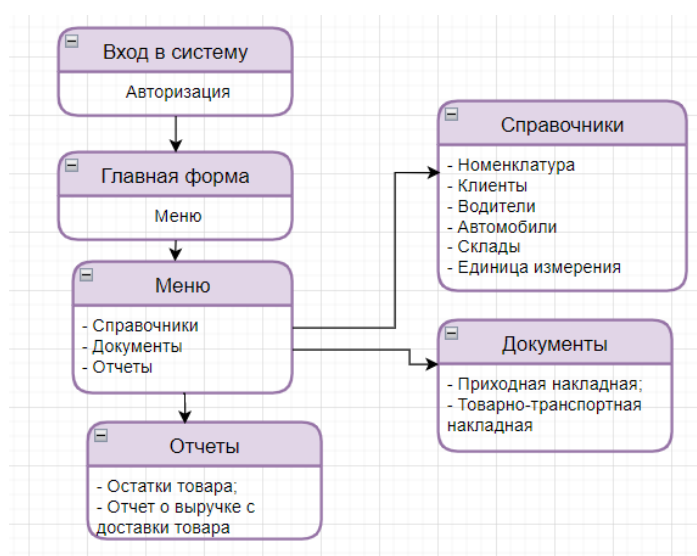 Вход в систему
Авторизация
Главная форма
Меню
Меню
- Справочники
- Документы
- Отчеты
Отчеты
- Остатки товара;
- Отчет о выручке с
доставки товара
Справочники
- Номенклатура
- Клиенты
- Водители
- Автомобили
- Склады
- Единица измерения
Документы
- Приходная накладная;
- Товарно-транспортная
накладная